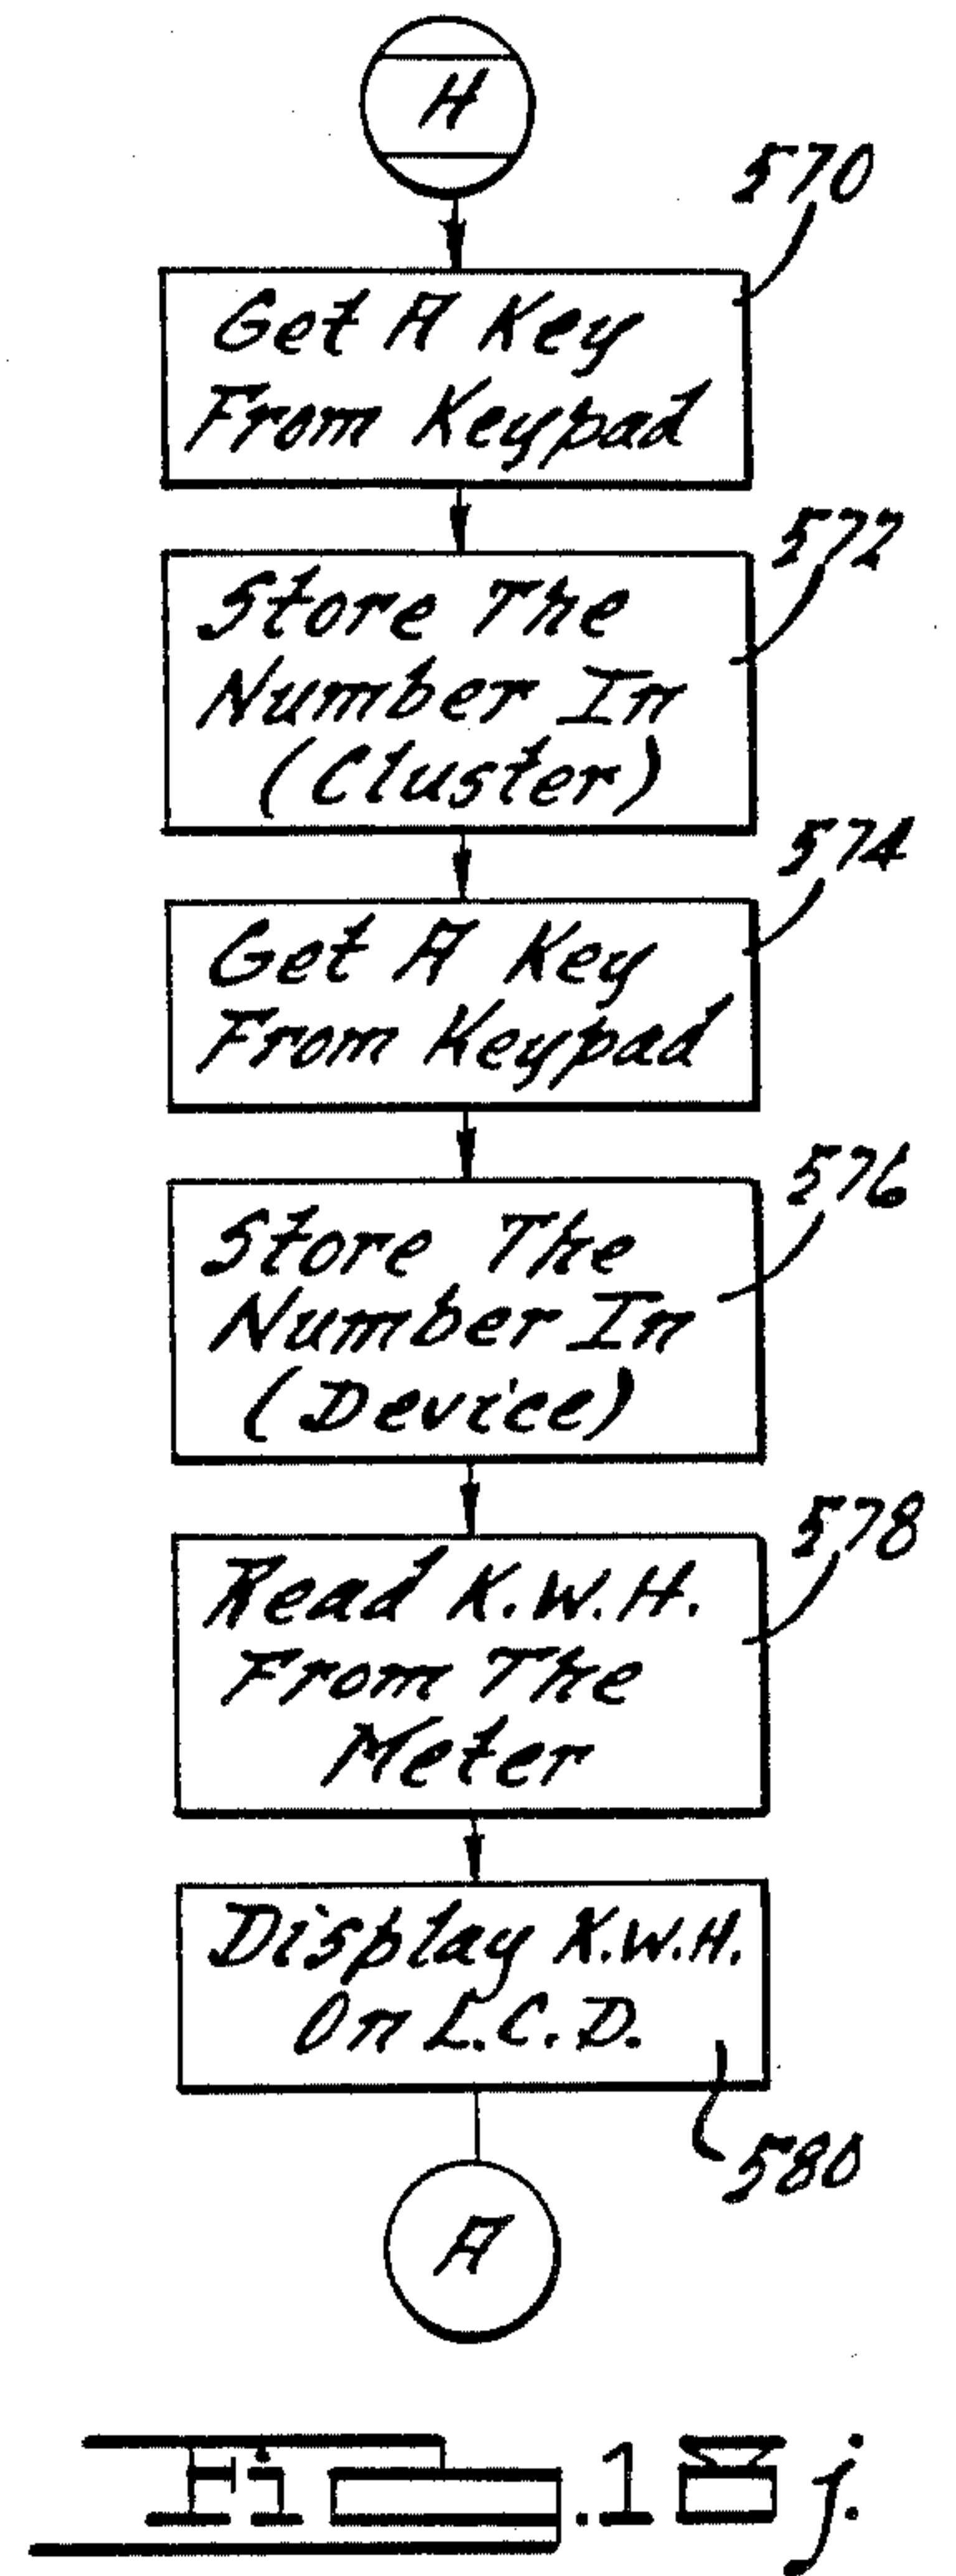 H
570
Get A Key
From Keypad
572
Store The
Number In
(Cluster)
574
Get A Key
From Keypad
576
Store The
Number In
(Device)
578
Read K.W.H.
From The
Meter
Display K.W.H.
On L.C.D.
580
A
Fig.18j.